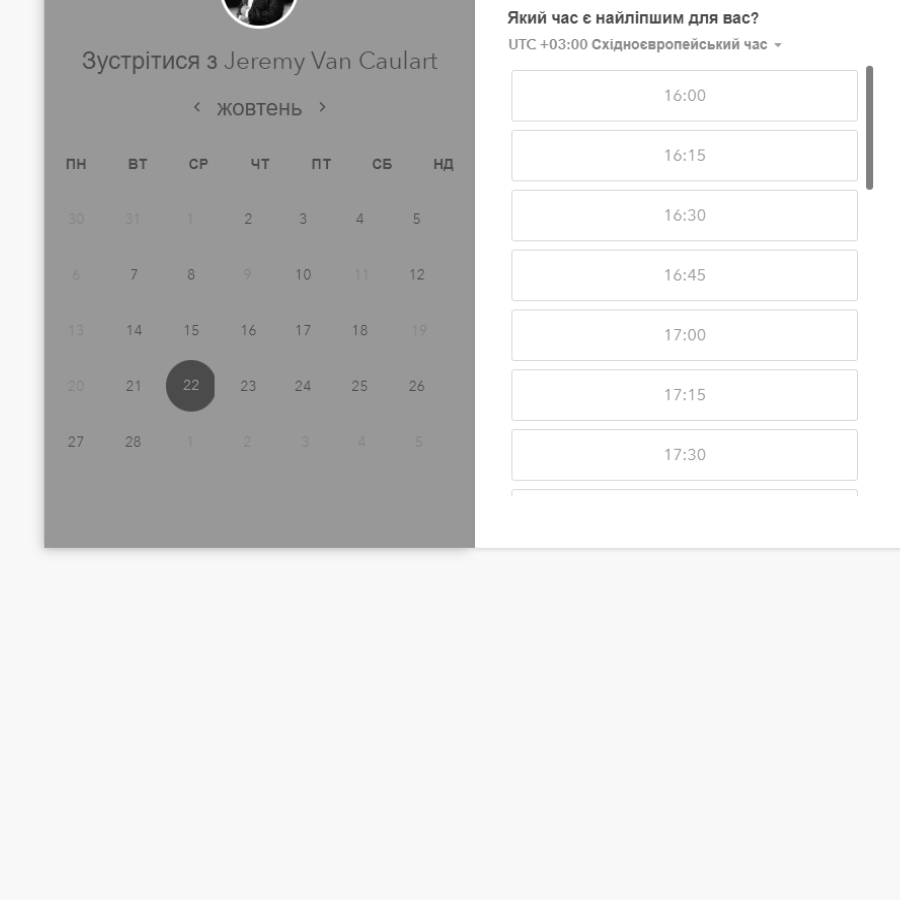 Зустрітися з Jeremy Van Caulart
жовтень
ПН ВТ СР ЧТ ПТ СБ НД
30 31 1 2 3 4 5
6 7 8 9 10 11 12
13 14 15 16 17 18 19
20 21 22 23 24 25 26
27 28 1 2 3 4 5
Який час є найліпшим для вас?
UTC +03:00 Східноєвропейський час
16:00
16:15
16:30
16:45
17:00
17:15
17:30